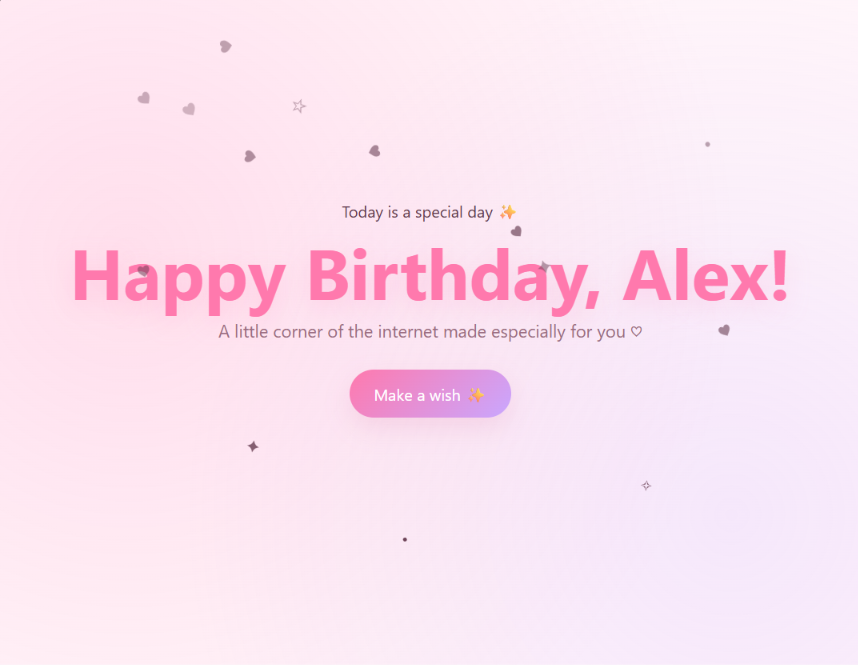 Today is a special day ✨
Happy Birthday, Alex!
A little corner of the internet made especially for you ♡
Make a wish ✨